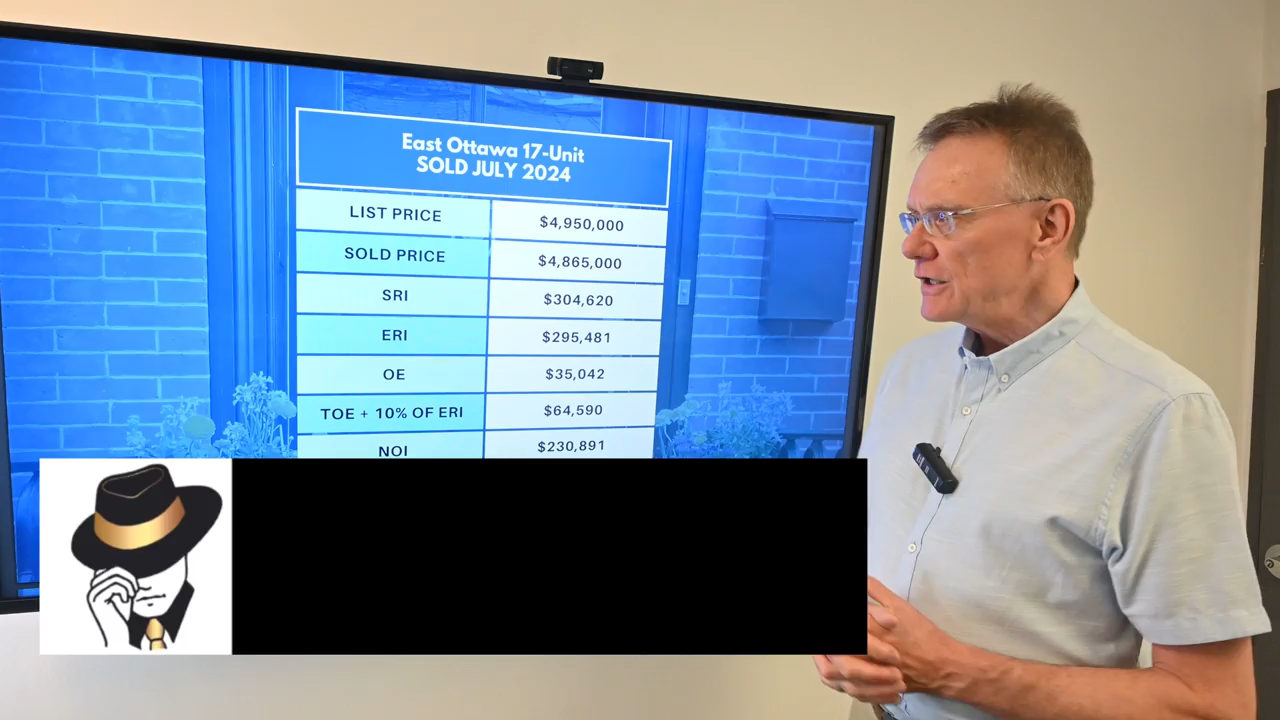 East Ottawa 17-Unit
SOLD JULY 2024
LIST PRICE $4,950,000
SOLD PRICE $4,865,000
SRI $304,620
ERI $295,481
OE $35,042
TOE + 10% OF ERI $64,590
NOI $230,891